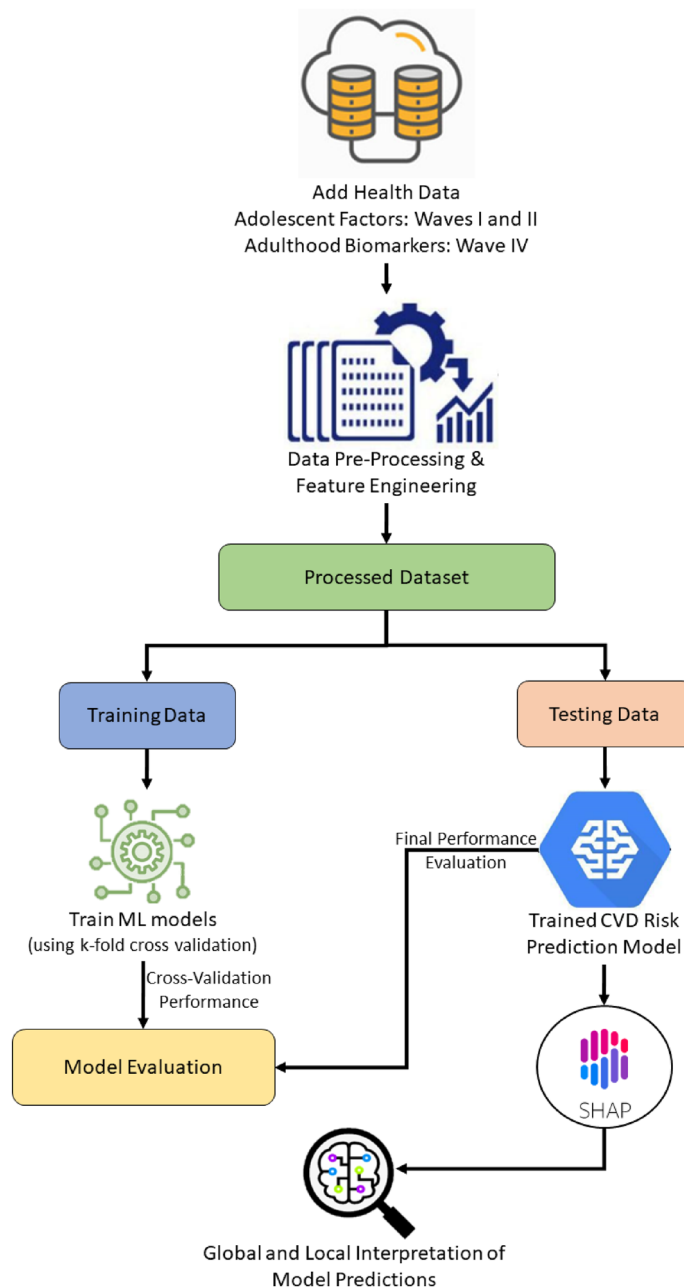 Add Health Data
Adolescent Factors: Waves I and II
Adulthood Biomarkers: Wave IV
Data Pre-Processing &
Feature Engineering
Processed Dataset
Training Data
Testing Data
Train ML models
(using k-fold cross validation)
Final Performance
Evaluation
Trained CVD Risk
Prediction Model
Cross-Validation
Performance
Model Evaluation
SHAP
Global and Local Interpretation of
Model Predictions